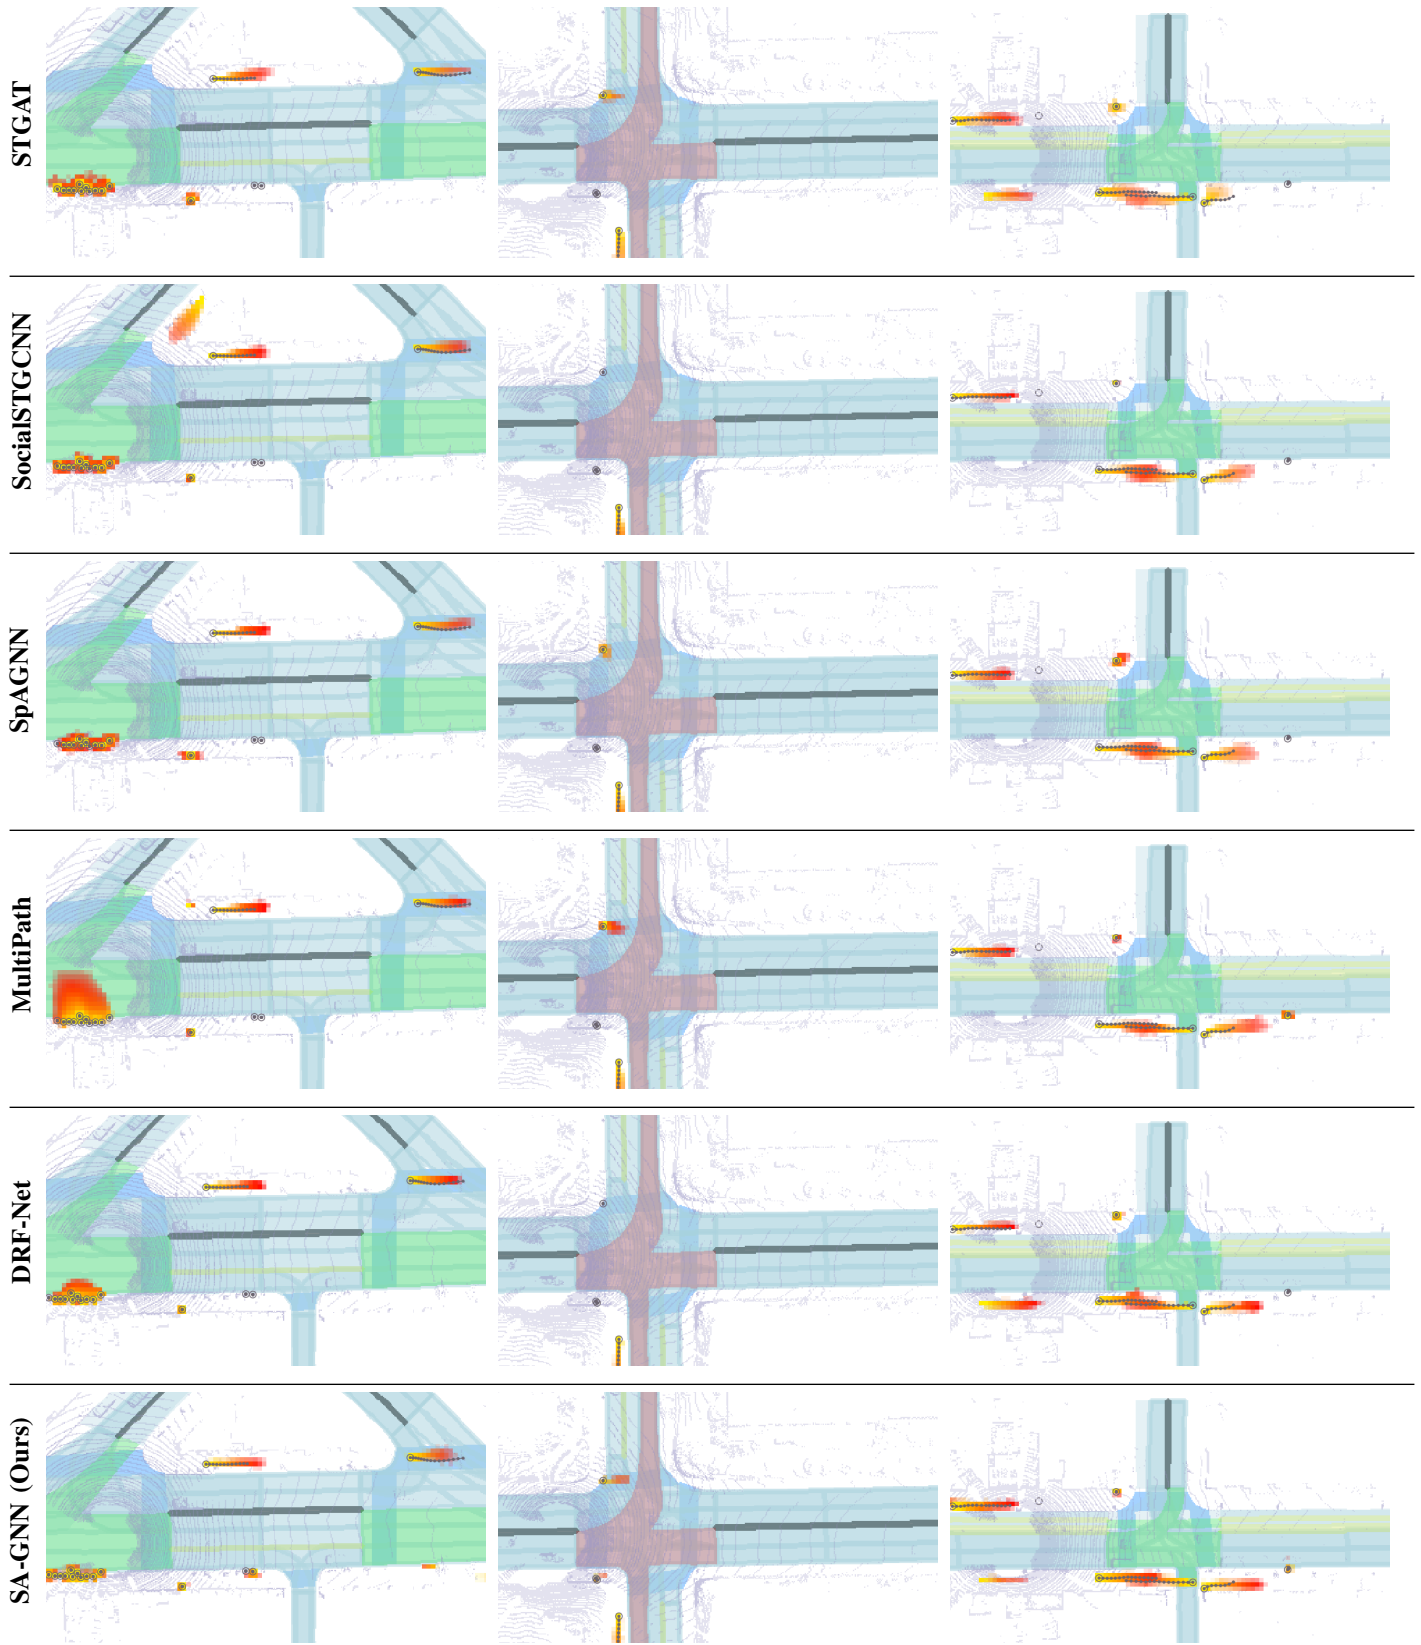 STGAT
SocialSTGCNN
SpAGNN
MultiPath
DRF-Net
SA-GNN (Ours)